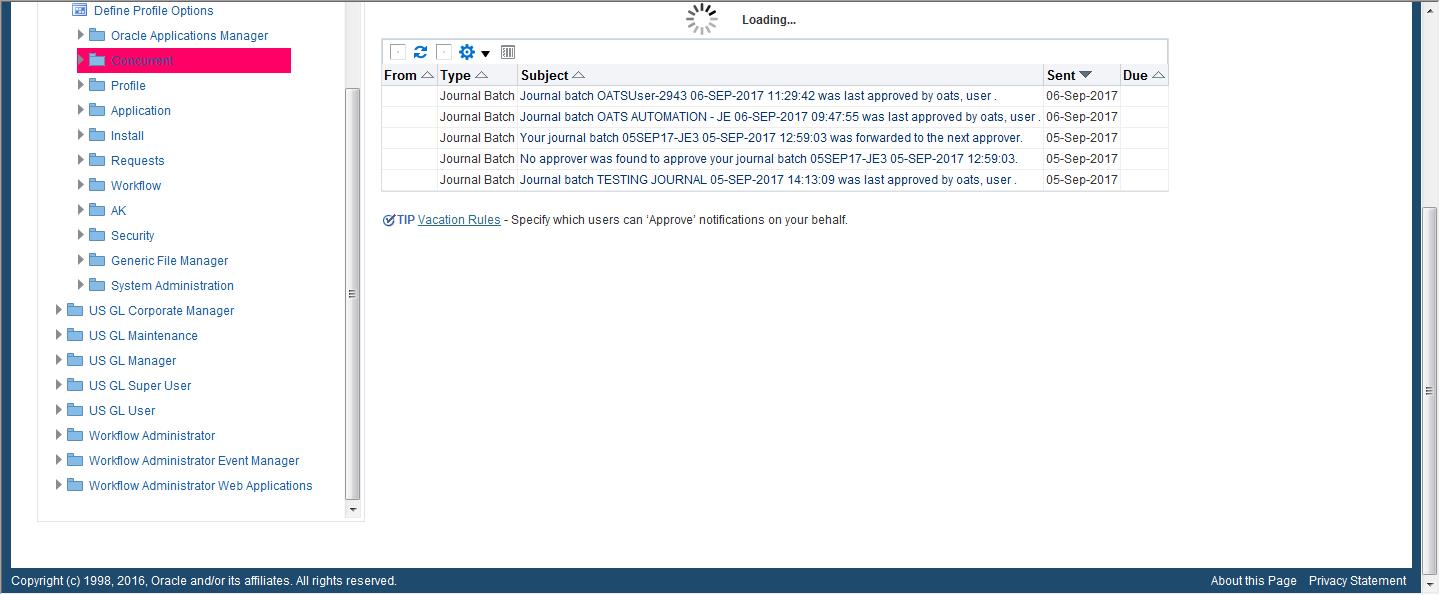 Define Profile Options
Oracle Applications Manager
Concurrent
Profile
Application
Install
Requests
Workflow
AK
Security
Generic File Manager
System Administration
US GL Corporate Manager
US GL Maintenance
US GL Manager
US GL Super User
US GL User
Workflow Administrator
Workflow Administrator Event Manager
Workflow Administrator Web Applications
Loading...
From Type Subject Sent Due
Journal Batch Journal batch OATSUser-2943 06-SEP-2017 11:29:42 was last approved by oats, user . 06-Sep-2017
Journal Batch Journal batch OATS AUTOMATION - JE 06-SEP-2017 09:47:55 was last approved by oats, user . 06-Sep-2017
Journal Batch Your journal batch 05SEP17-JE3 05-SEP-2017 12:59:03 was forwarded to the next approver. 05-Sep-2017
Journal Batch No approver was found to approve your journal batch 05SEP17-JE3 05-SEP-2017 12:59:03. 05-Sep-2017
Journal Batch Journal batch TESTING JOURNAL 05-SEP-2017 14:13:09 was last approved by oats, user . 05-Sep-2017
TIP Vacation Rules - Specify which users can ‘Approve’ notifications on your behalf.
Copyright (c) 1998, 2016, Oracle and/or its affiliates. All rights reserved. About this Page Privacy Statement